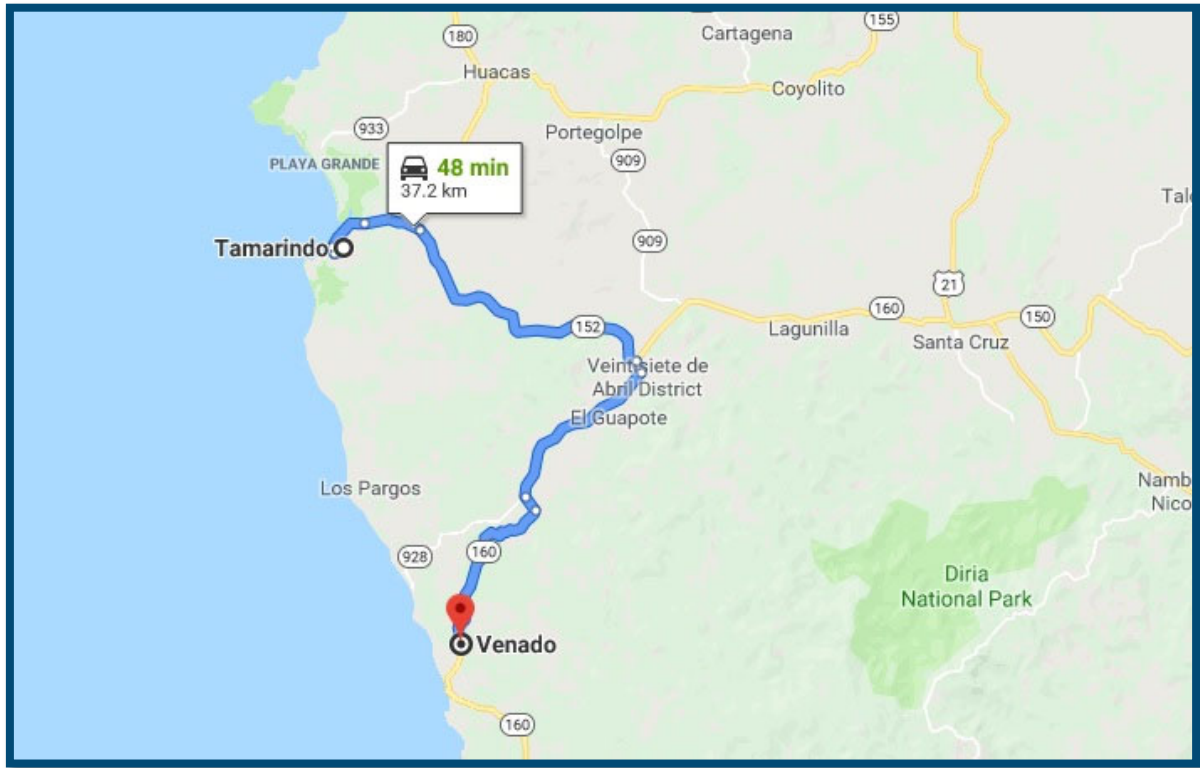 155
Cartagena
180
Huacas
Coyolito
933
Portegolpe
PLAYA GRANDE
48 min
37.2 km
909
Tamarindo
909
21
160
150
152
Lagunilla
Santa Cruz
Veintisiete de
Abril District
El Guapote
Los Pargos
Namb
Nico
928
160
Diria
National Park
Venado
160